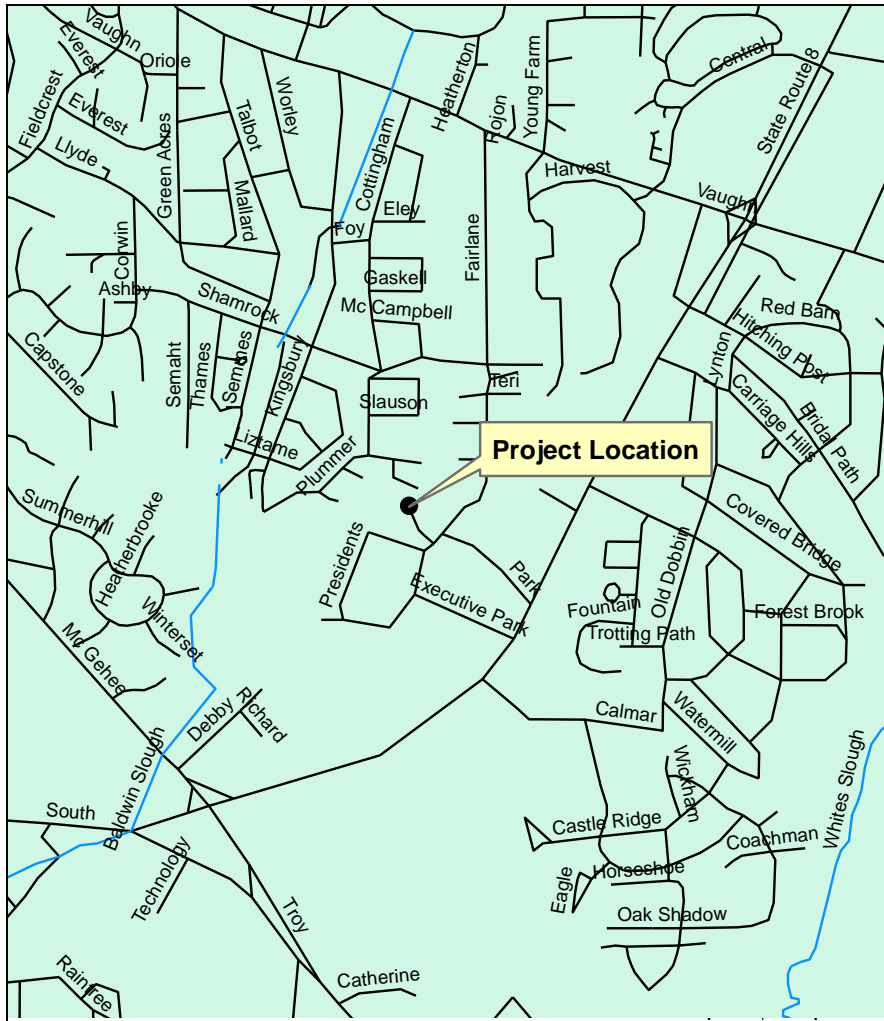 Vaughn
Everest
Oriole
Heatherton
Central
State Route 8
Fieldcrest
Everest
Talbot
Worley
Cottingham
Rojon
Young Farm
Llyde
Green Acres
Mallard
Harvest
Vaughn
Eley
Foy
Fairlane
Corwin
Gaskell
Ashby
Shamrock
Mc Campbell
Red Barn
Hitching Post
Capstone
Semaht
Thames
Semmes
Kingsbury
Lynton
Teri
Slauson
Carriage Hills
Bridal Path
Liztame
Plummer
Project Location
Summerhill
Heatherbrooke
Covered Bridge
Presidents
Park
Old Dobbin
Executive Park
Fountain
Forest Brook
Winterset
Trotting Path
Mc Gehee
Debby
Richard
Calmar
Watermill
Baldwin Slough
Wickham
Whites Slough
South
Castle Ridge
Coachman
Technology
Eagle
Horseshoe
Troy
Oak Shadow
Raintree
Catherine